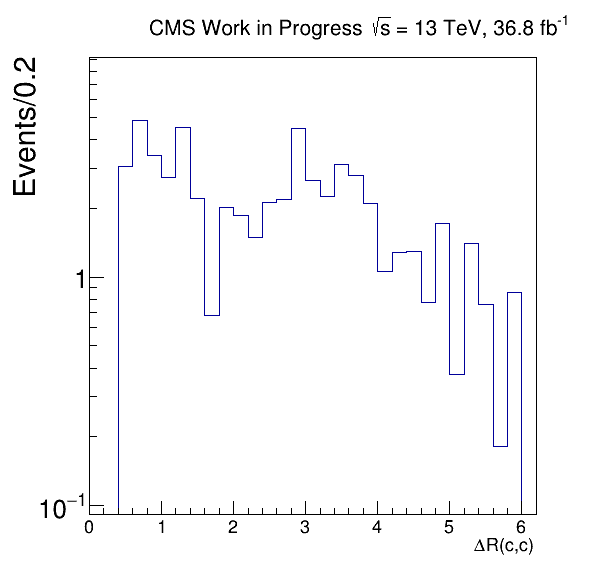 CMS Work in Progress √s = 13 TeV, 36.8 fb⁻¹
Events/0.2
1
10⁻¹
0 1 2 3 4 5 6
ΔR(c,c)